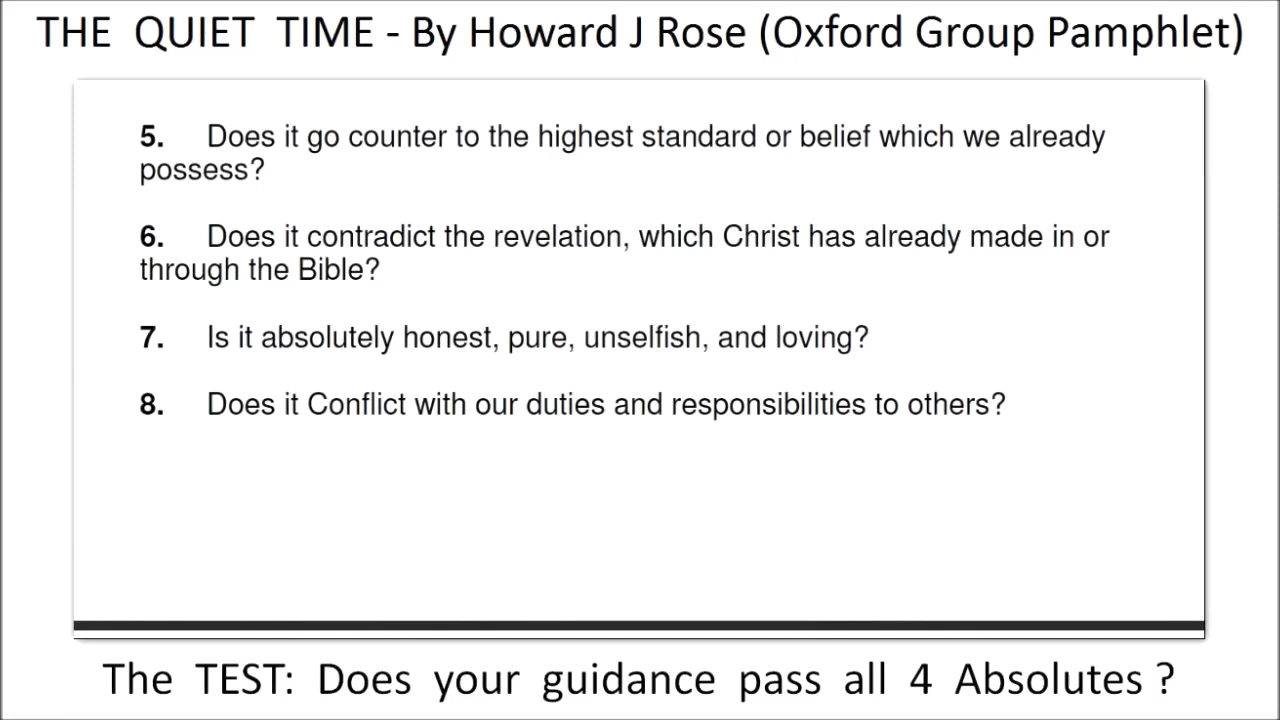 THE QUIET TIME - By Howard J Rose (Oxford Group Pamphlet)
5. Does it go counter to the highest standard or belief which we already
possess?
6. Does it contradict the revelation, which Christ has already made in or
through the Bible?
7. Is it absolutely honest, pure, unselfish, and loving?
8. Does it Conflict with our duties and responsibilities to others?
The TEST: Does your guidance pass all 4 Absolutes ?